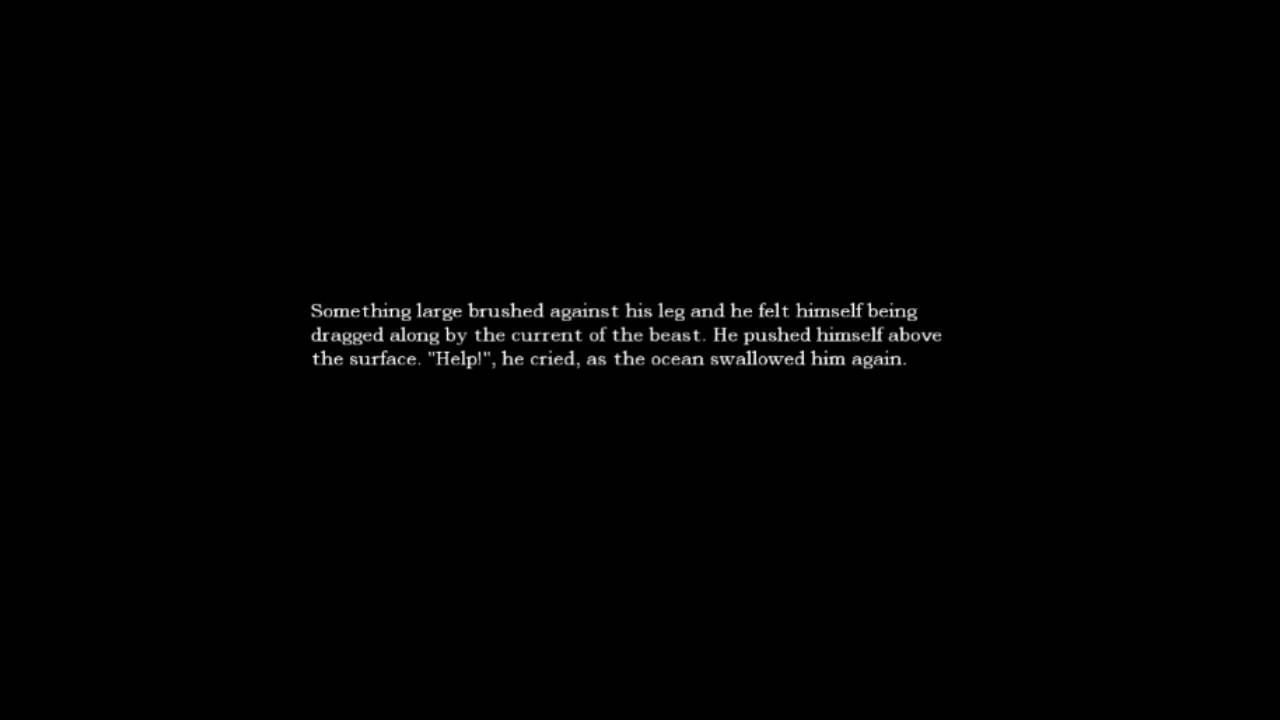 Something large brushed against his leg and he felt himself being
dragged along by the current of the beast. He pushed himself above
the surface. "Help!", he cried, as the ocean swallowed him again.